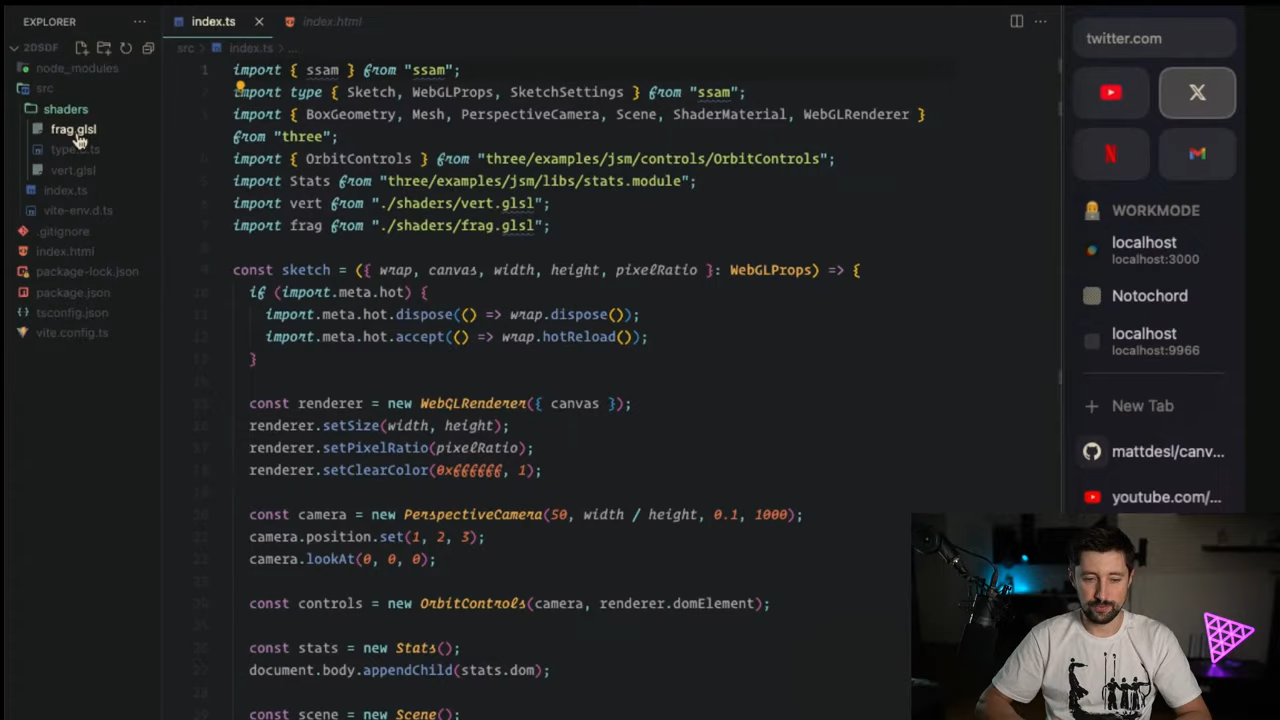 EXPLORER
2DSDF
node_modules
src
shaders
frag.glsl
vert.glsl
index.ts
vite-env.d.ts
.gitignore
index.html
package-lock.json
package.json
tsconfig.json
vite.config.ts
index.ts
index.html
src > index.ts > ...
1 import { ssam } from "ssam";
import type { Sketch, WebGLProps, SketchSettings } from "ssam";
import { BoxGeometry, Mesh, PerspectiveCamera, Scene, ShaderMaterial, WebGLRenderer }
from "three";
import { OrbitControls } from "three/examples/jsm/controls/OrbitControls";
import Stats from "three/examples/jsm/libs/stats.module";
import vert from "./shaders/vert.glsl";
import frag from "./shaders/frag.glsl";
const sketch = ({ wrap, canvas, width, height, pixelRatio }: WebGLProps) => {
if (import.meta.hot) {
import.meta.hot.dispose(() => wrap.dispose());
import.meta.hot.accept(() => wrap.hotReload());
}
const renderer = new WebGLRenderer({ canvas });
renderer.setSize(width, height);
renderer.setPixelRatio(pixelRatio);
renderer.setClearColor(0xffffff, 1);
const camera = new PerspectiveCamera(50, width / height, 0.1, 1000);
camera.position.set(1, 2, 3);
camera.lookAt(0, 0, 0);
const controls = new OrbitControls(camera, renderer.domElement);
const stats = new Stats();
document.body.appendChild(stats.dom);
const scene = new Scene();
twitter.com
WORKMODE
localhost
localhost:3000
Notochord
localhost
localhost:9966
New Tab
mattdesl/canv...
youtube.com/...